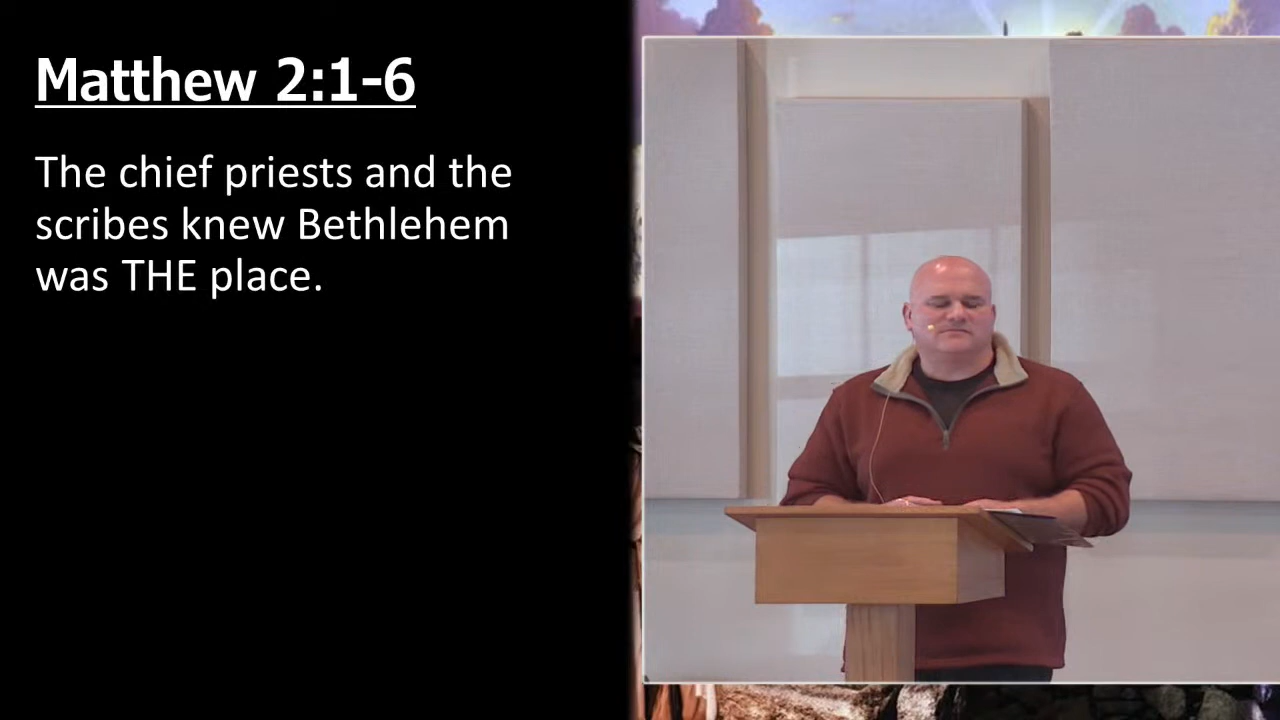 Matthew 2:1-6
The chief priests and the
scribes knew Bethlehem
was THE place.